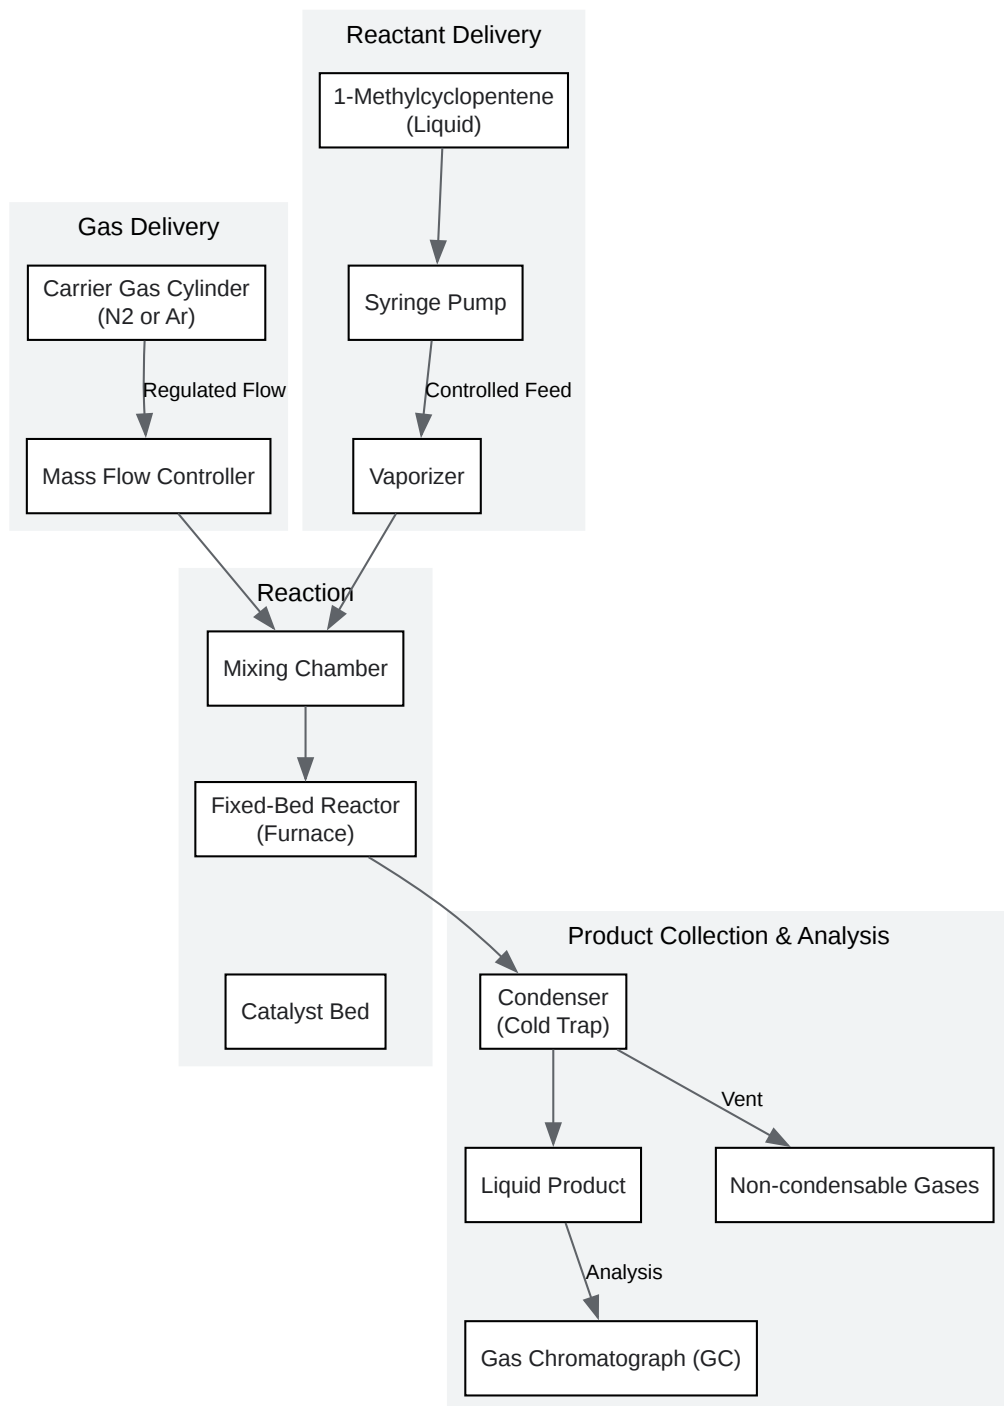 Reactant Delivery
1-Methylcyclopentene
(Liquid)
Gas Delivery
Carrier Gas Cylinder
(N2 or Ar)
Syringe Pump
Regulated Flow
Controlled Feed
Mass Flow Controller
Vaporizer
Reaction
Mixing Chamber
Fixed-Bed Reactor
(Furnace)
Product Collection & Analysis
Catalyst Bed
Condenser
(Cold Trap)
Vent
Liquid Product
Non-condensable Gases
Analysis
Gas Chromatograph (GC)